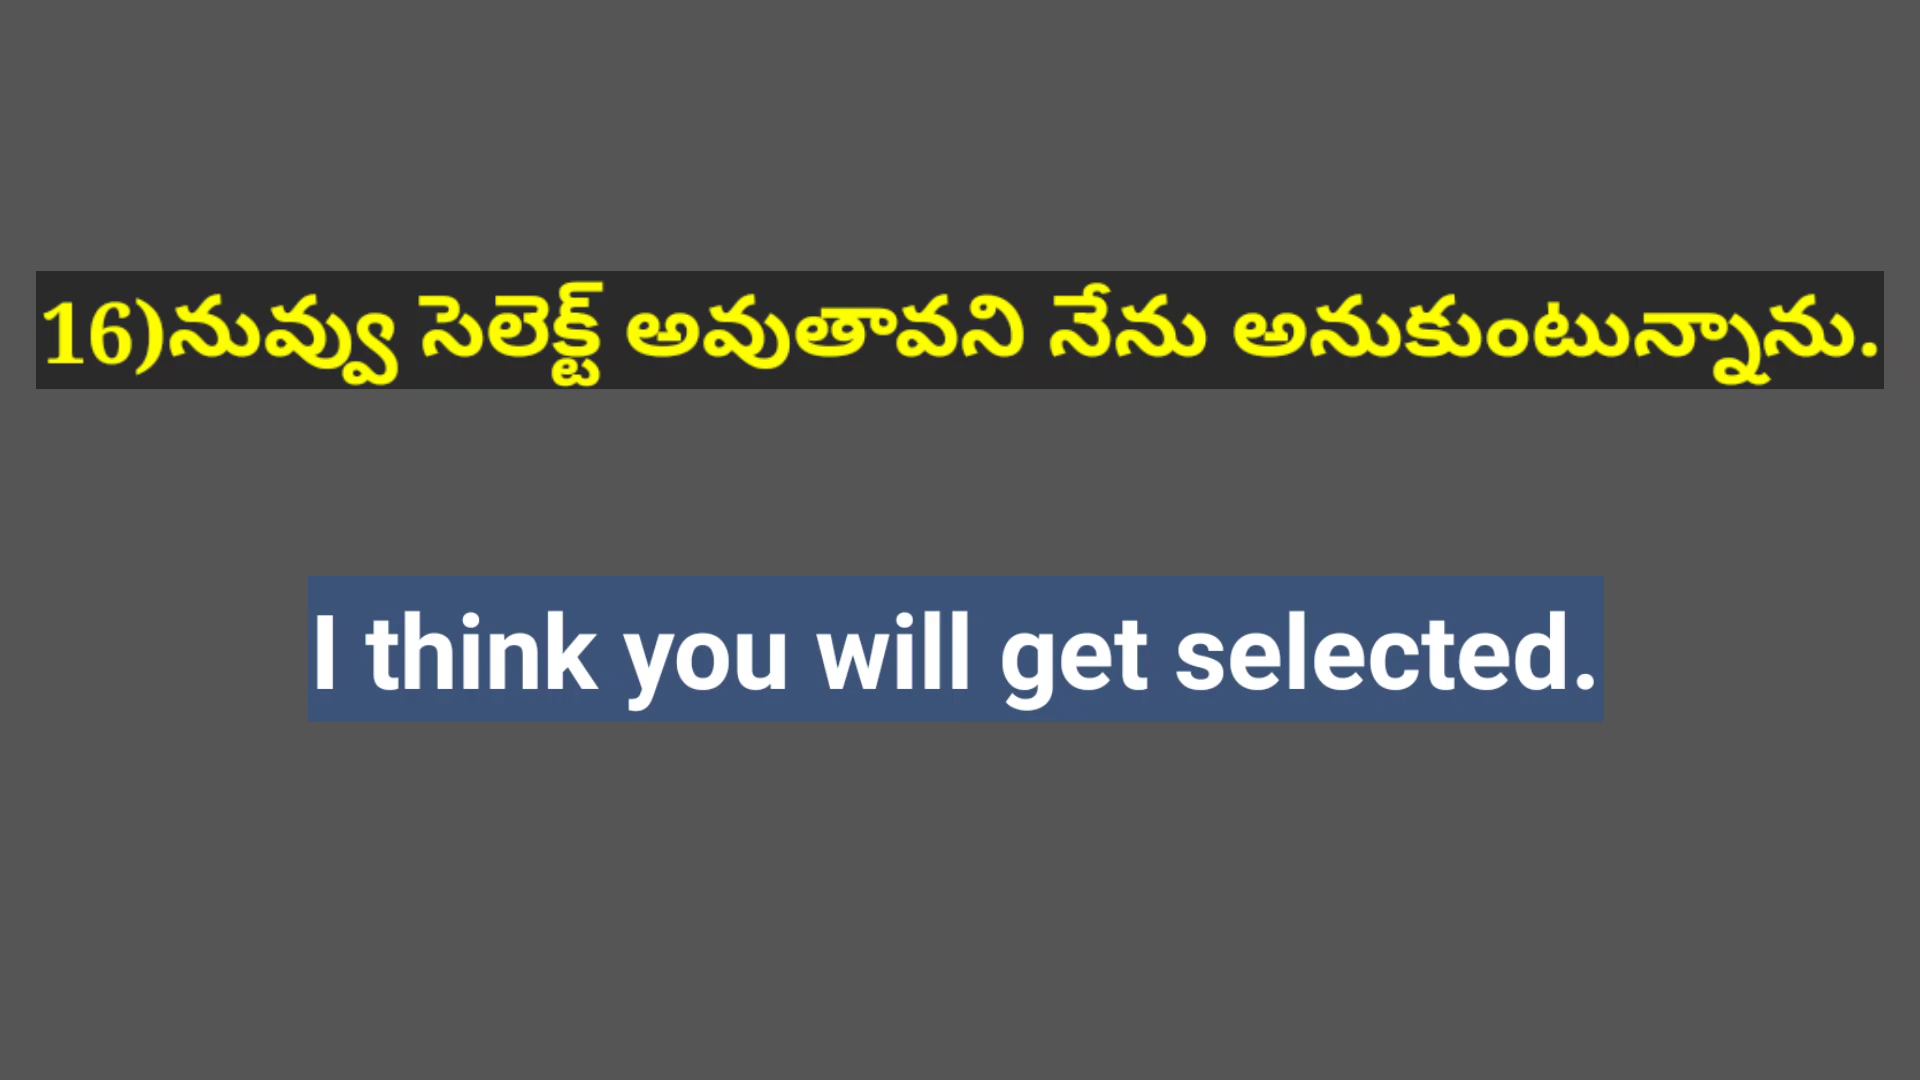 16)నువ్వు సెలెక్ట్ అవుతావని నేను అనుకుంటున్నాను.
I think you will get selected.